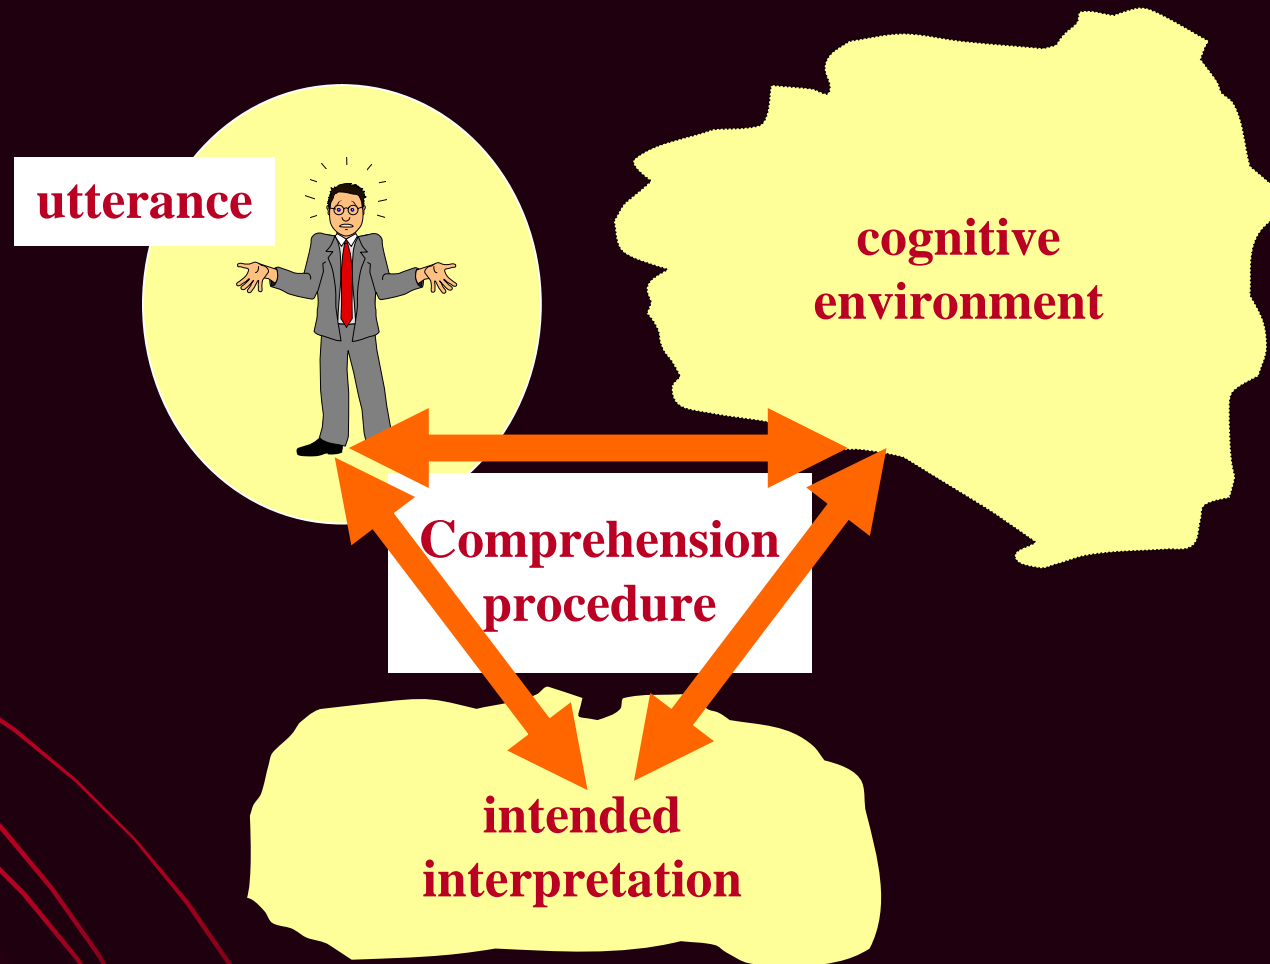 utterance
cognitive
environment
Comprehension
procedure
intended
interpretation